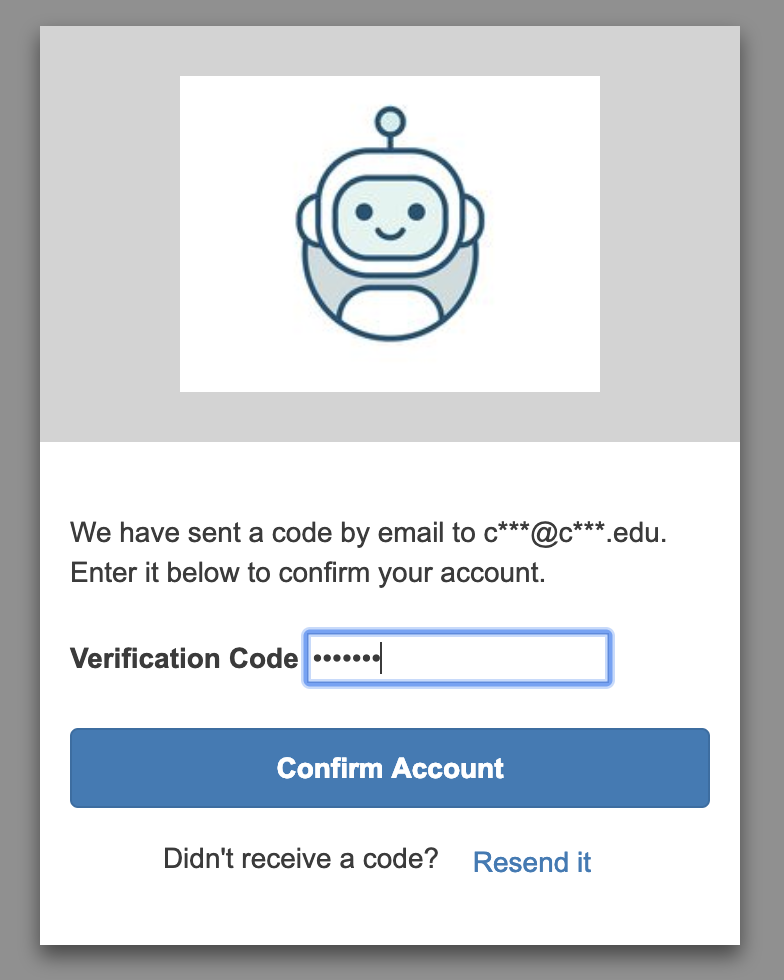 We have sent a code by email to c***@c***.edu.
Enter it below to confirm your account.
Verification Code •••••••
Confirm Account
Didn't receive a code? Resend it